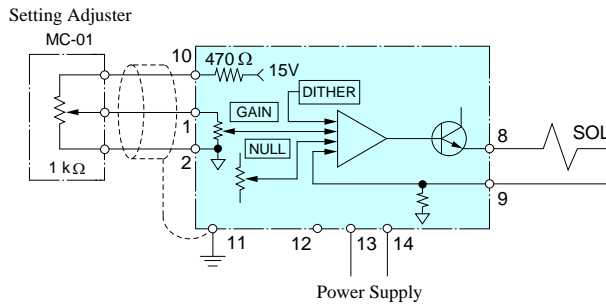 Setting Adjuster
MC-01
10
470 Ω
15V
DITHER
GAIN
1
8
SOL
NULL
2
1 kΩ
9
11
12
13
14
Power Supply